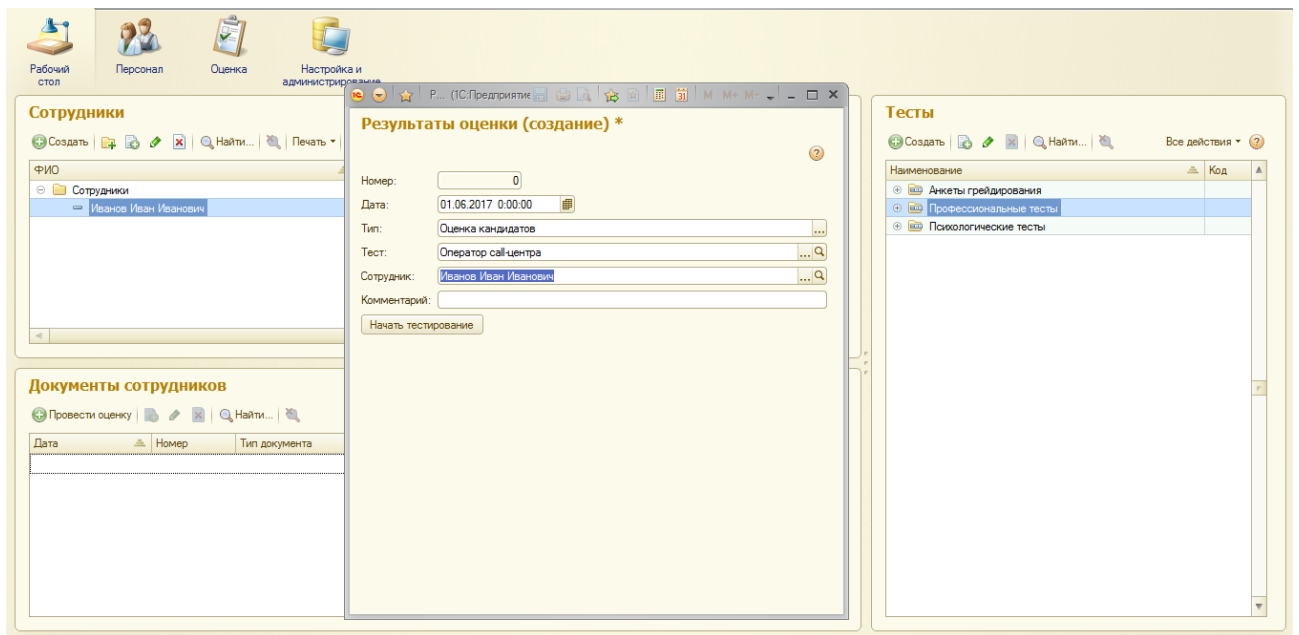 Рабочий стол
Персонал
Оценка
Настройка и администрирование
Сотрудники
Создать Найти... Печать
ФИО
Сотрудники
Иванов Иван Иванович
Документы сотрудников
Провести оценку Найти...
Дата Номер Тип документа
Р... (1С:Предприятие M M+ M-
Результаты оценки (создание) *
Номер: 0
Дата: 01.06.2017 0:00:00
Тип: Оценка кандидатов ...
Тест: Оператор call-центра ...
Сотрудник: Иванов Иван Иванович ...
Комментарий:
Начать тестирование
Тесты
Создать Найти... Все действия
Наименование Код
Анкеты грейдирования
Профессиональные тесты
Психологические тесты